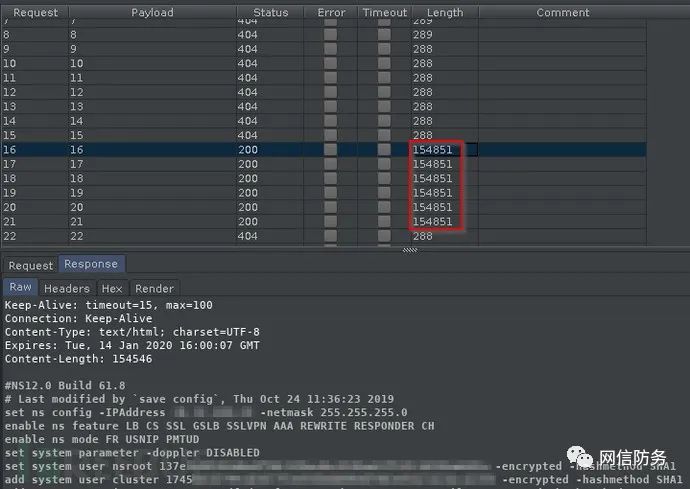 Request Payload Status Error Timeout Length Comment
7 7 404 289
8 8 404 289
9 9 404 288
10 10 404 288
11 11 404 288
12 12 404 288
13 13 404 288
14 14 404 288
15 15 404 288
16 16 200 154851
17 17 200 154851
18 18 200 154851
19 19 200 154851
20 20 200 154851
21 21 200 154851
22 22 404 288
Request Response
Raw Headers Hex Render
Keep-Alive: timeout=15, max=100
Connection: Keep-Alive
Content-Type: text/html; charset=UTF-8
Expires: Tue, 14 Jan 2020 16:00:07 GMT
Content-Length: 154546
#NS12.0 Build 61.8
# Last modified by `save config`, Thu Oct 24 11:36:23 2019
set ns config -IPAddress -netmask 255.255.255.0
enable ns feature LB CS SSL GSLB SSLVPN AAA REWRITE RESPONDER CH
enable ns mode FR USNIP PMTUD
set system parameter -doppler DISABLED
set system user nsroot 137e -encrypted -hashmethod SHA1
add system user cluster 1745 -encrypted -hashmethod SHA1
网信防务